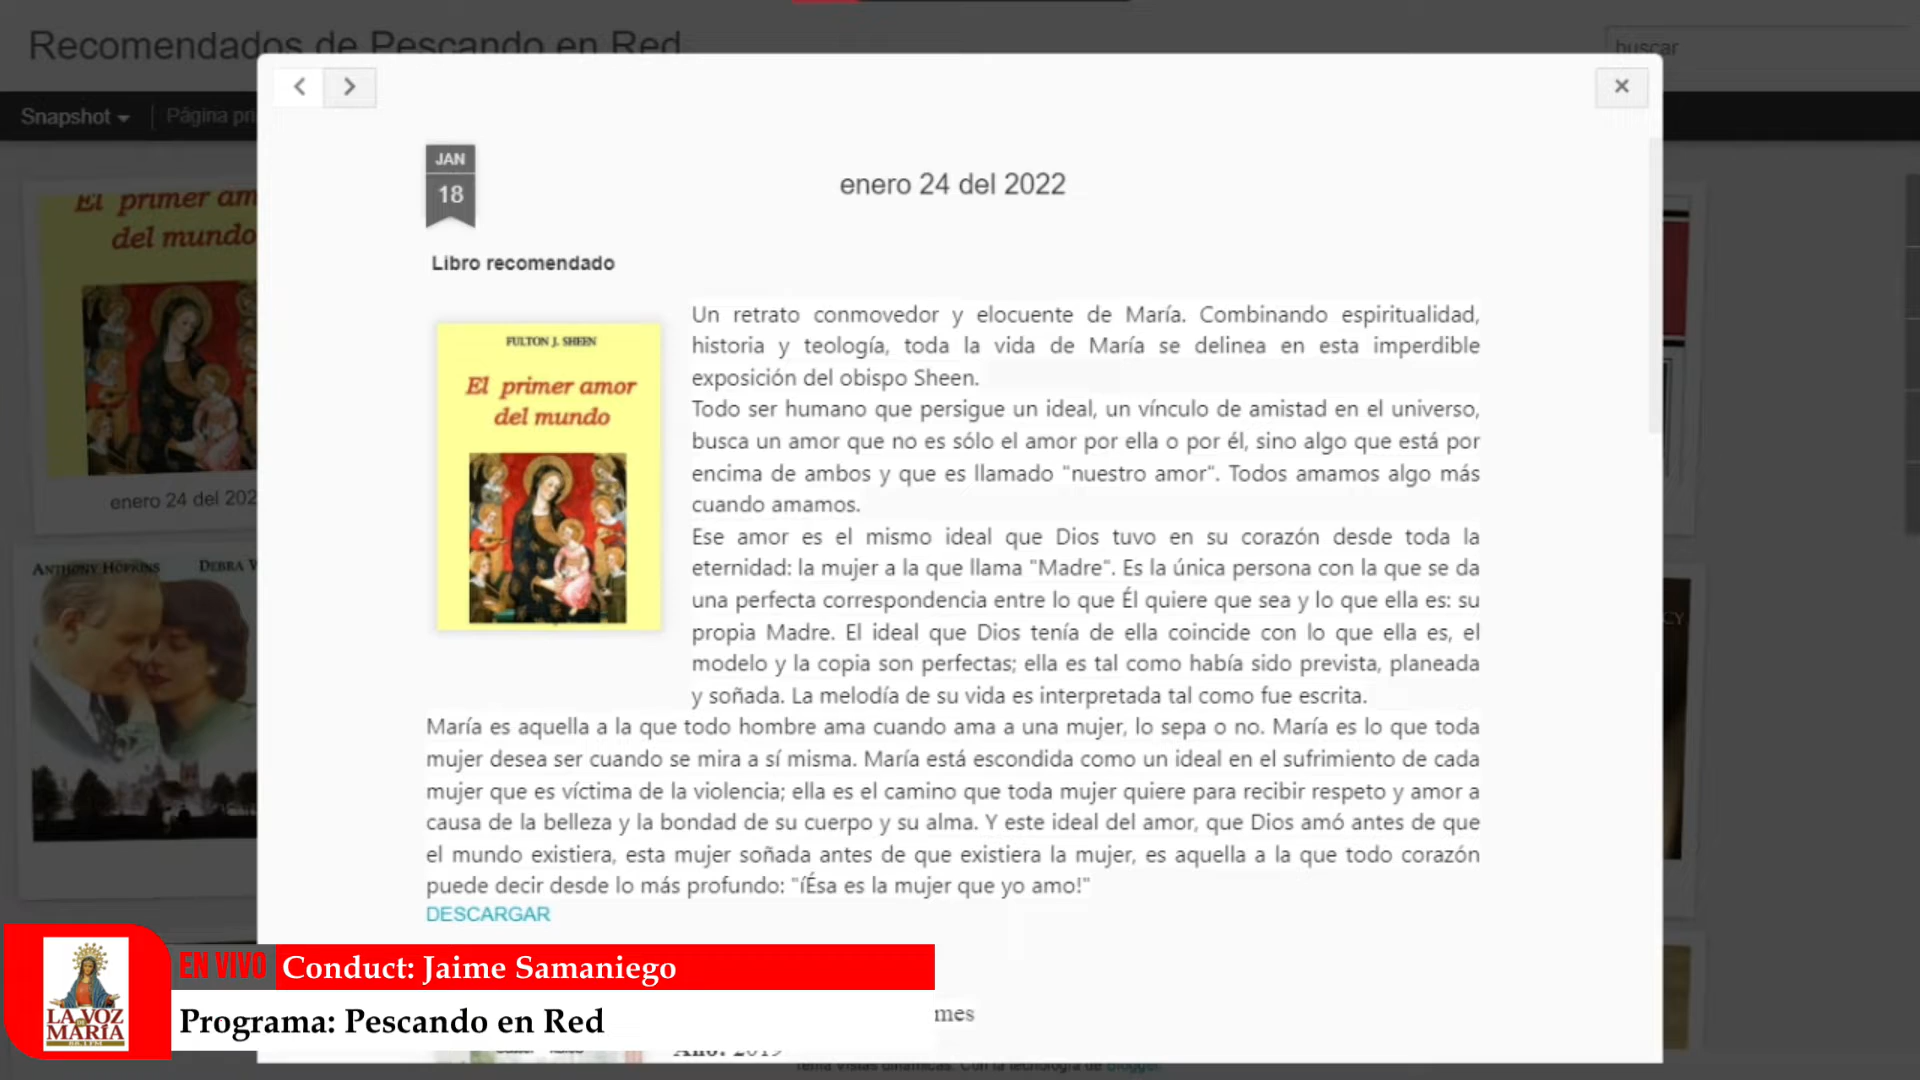 Recomendados de Pescando en Red
buscar
Snapshot
Página
El primer am
del mundo
enero 24 del 202
ANTHONY HOPKINS DEBRA W
JAN
18
enero 24 del 2022
Libro recomendado
FULTON J. SHEEN
El primer amor
del mundo
Un retrato conmovedor y elocuente de María. Combinando espiritualidad,
historia y teología, toda la vida de María se delinea en esta imperdible
exposición del obispo Sheen.
Todo ser humano que persigue un ideal, un vínculo de amistad en el universo,
busca un amor que no es sólo el amor por ella o por él, sino algo que está por
encima de ambos y que es llamado "nuestro amor". Todos amamos algo más
cuando amamos.
Ese amor es el mismo ideal que Dios tuvo en su corazón desde toda la
eternidad: la mujer a la que llama "Madre". Es la única persona con la que se da
una perfecta correspondencia entre lo que Él quiere que sea y lo que ella es: su
propia Madre. El ideal que Dios tenía de ella coincide con lo que ella es, el
modelo y la copia son perfectas; ella es tal como había sido prevista, planeada
y soñada. La melodía de su vida es interpretada tal como fue escrita.
María es aquella a la que todo hombre ama cuando ama a una mujer, lo sepa o no. María es lo que toda
mujer desea ser cuando se mira a sí misma. María está escondida como un ideal en el sufrimiento de cada
mujer que es víctima de la violencia; ella es el camino que toda mujer quiere para recibir respeto y amor a
causa de la belleza y la bondad de su cuerpo y su alma. Y este ideal del amor, que Dios amó antes de que
el mundo existiera, esta mujer soñada antes de que existiera la mujer, es aquella a la que todo corazón
puede decir desde lo más profundo: "íÉsa es la mujer que yo amo!"
DESCARGAR
mes
Año: 2019
Tema Vistas dinámicas. Con la tecnología de Blogger.
EN VIVO Conduct: Jaime Samaniego
Programa: Pescando en Red
LA VOZ
DE
MARÍA